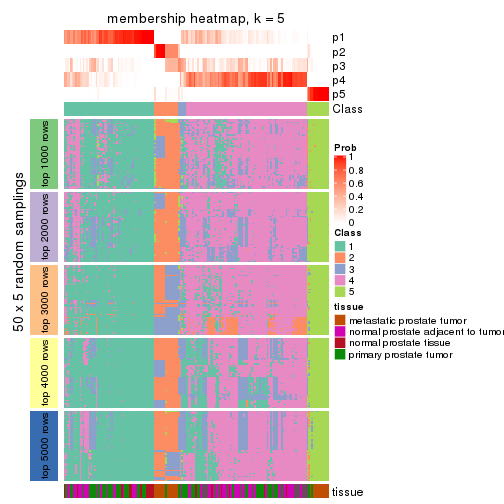 membership heatmap, k = 5
p1
p2
p3
p4
p5
Class
50 x 5 random samplings
top 1000 rows
top 2000 rows
top 3000 rows
top 4000 rows
top 5000 rows
tissue
Prob
1
0.8
0.6
0.4
0.2
0
Class
1
2
3
4
5
tissue
metastatic prostate tumor
normal prostate adjacent to tumor
normal prostate tissue
primary prostate tumor